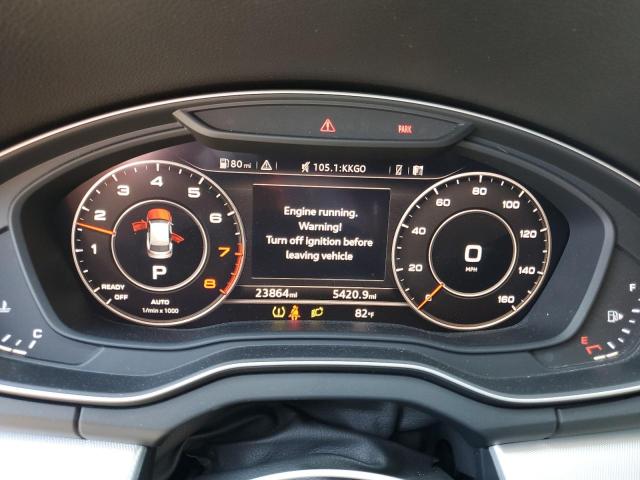 PARK
80 mi 105.1:KKGO
Engine running.
Warning!
Turn off ignition before
leaving vehicle
1 2 3 4 5 6 7 8
P
READY
OFF
AUTO
1/min x 1000
0 20 40 60 80 100 120 140 160
0
MPH
23864mi 5420.9mi
82°F
C
F
E